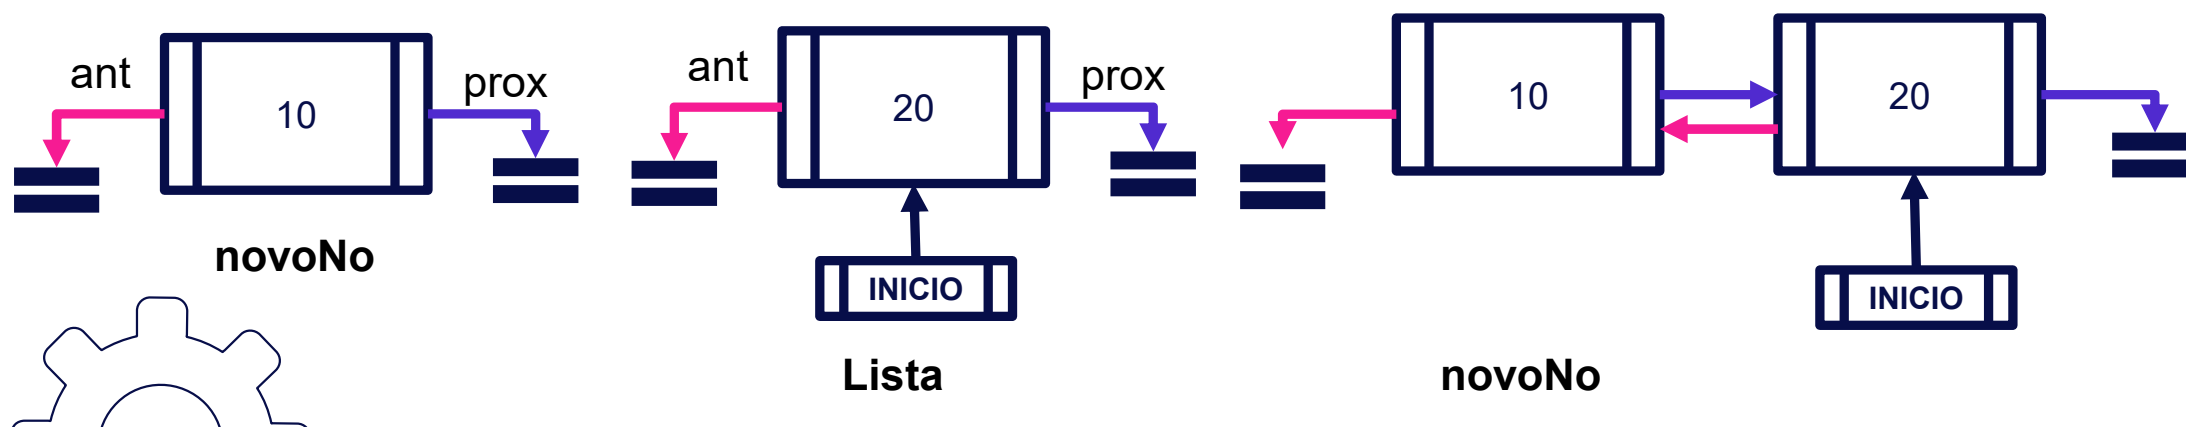 ant
10
prox
novoNo
ant
20
prox
INICIO
Lista
10
20
INICIO
novoNo